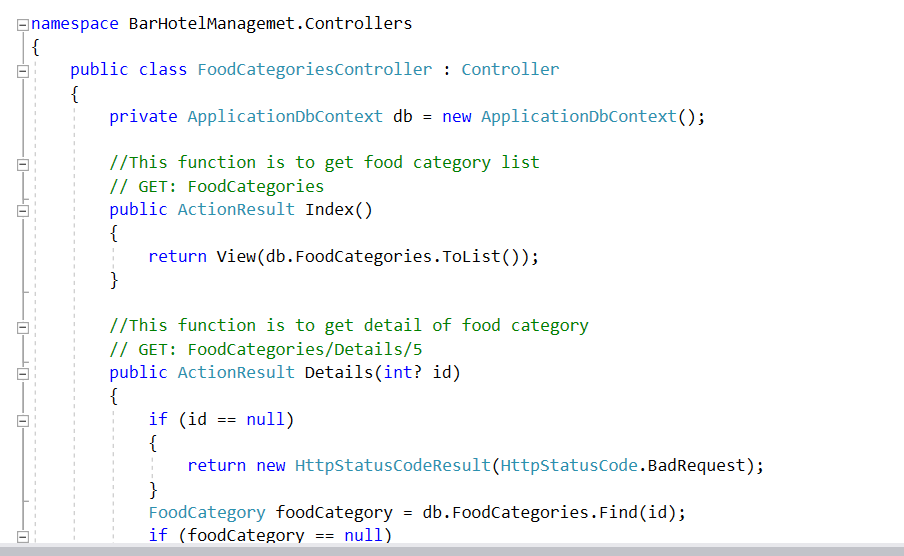 namespace BarHotelManagemet.Controllers
{
public class FoodCategoriesController : Controller
{
private ApplicationDbContext db = new ApplicationDbContext();
//This function is to get food category list
// GET: FoodCategories
public ActionResult Index()
{
return View(db.FoodCategories.ToList());
}
//This function is to get detail of food category
// GET: FoodCategories/Details/5
public ActionResult Details(int? id)
{
if (id == null)
{
return new HttpStatusCodeResult(HttpStatusCode.BadRequest);
}
FoodCategory foodCategory = db.FoodCategories.Find(id);
if (foodCategory == null)